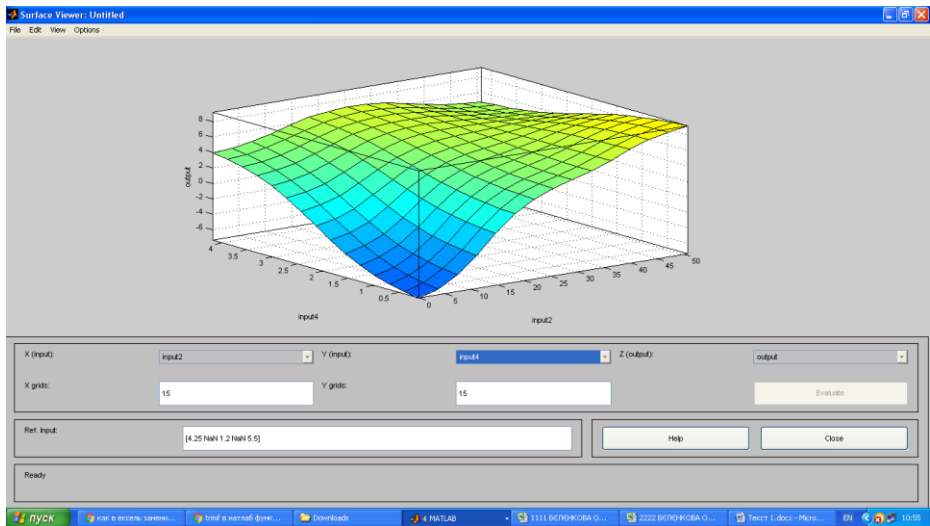 Surface Viewer: Untitled
File Edit View Options
8
6
4
2
0
-2
-4
-6
output
4
3.5
3
2.5
2
1.5
1
0.5
0
5
10
15
20
25
30
35
40
45
50
input4
input2
X (input):
input2
Y (input):
input4
Z (output):
output
X grids:
15
Y grids:
15
Evaluate
Ref. Input:
[4.25 NaN 1.2 NaN 5.5]
Help
Close
Ready
пуск
как в ексель замени...
trimf в матлаб функ...
Downloads
4 MATLAB
1111 БЄЛЕНКОВА О...
2222 БЄЛЕНКОВА О...
Текст 1.docx - Micro...
EN
10:55